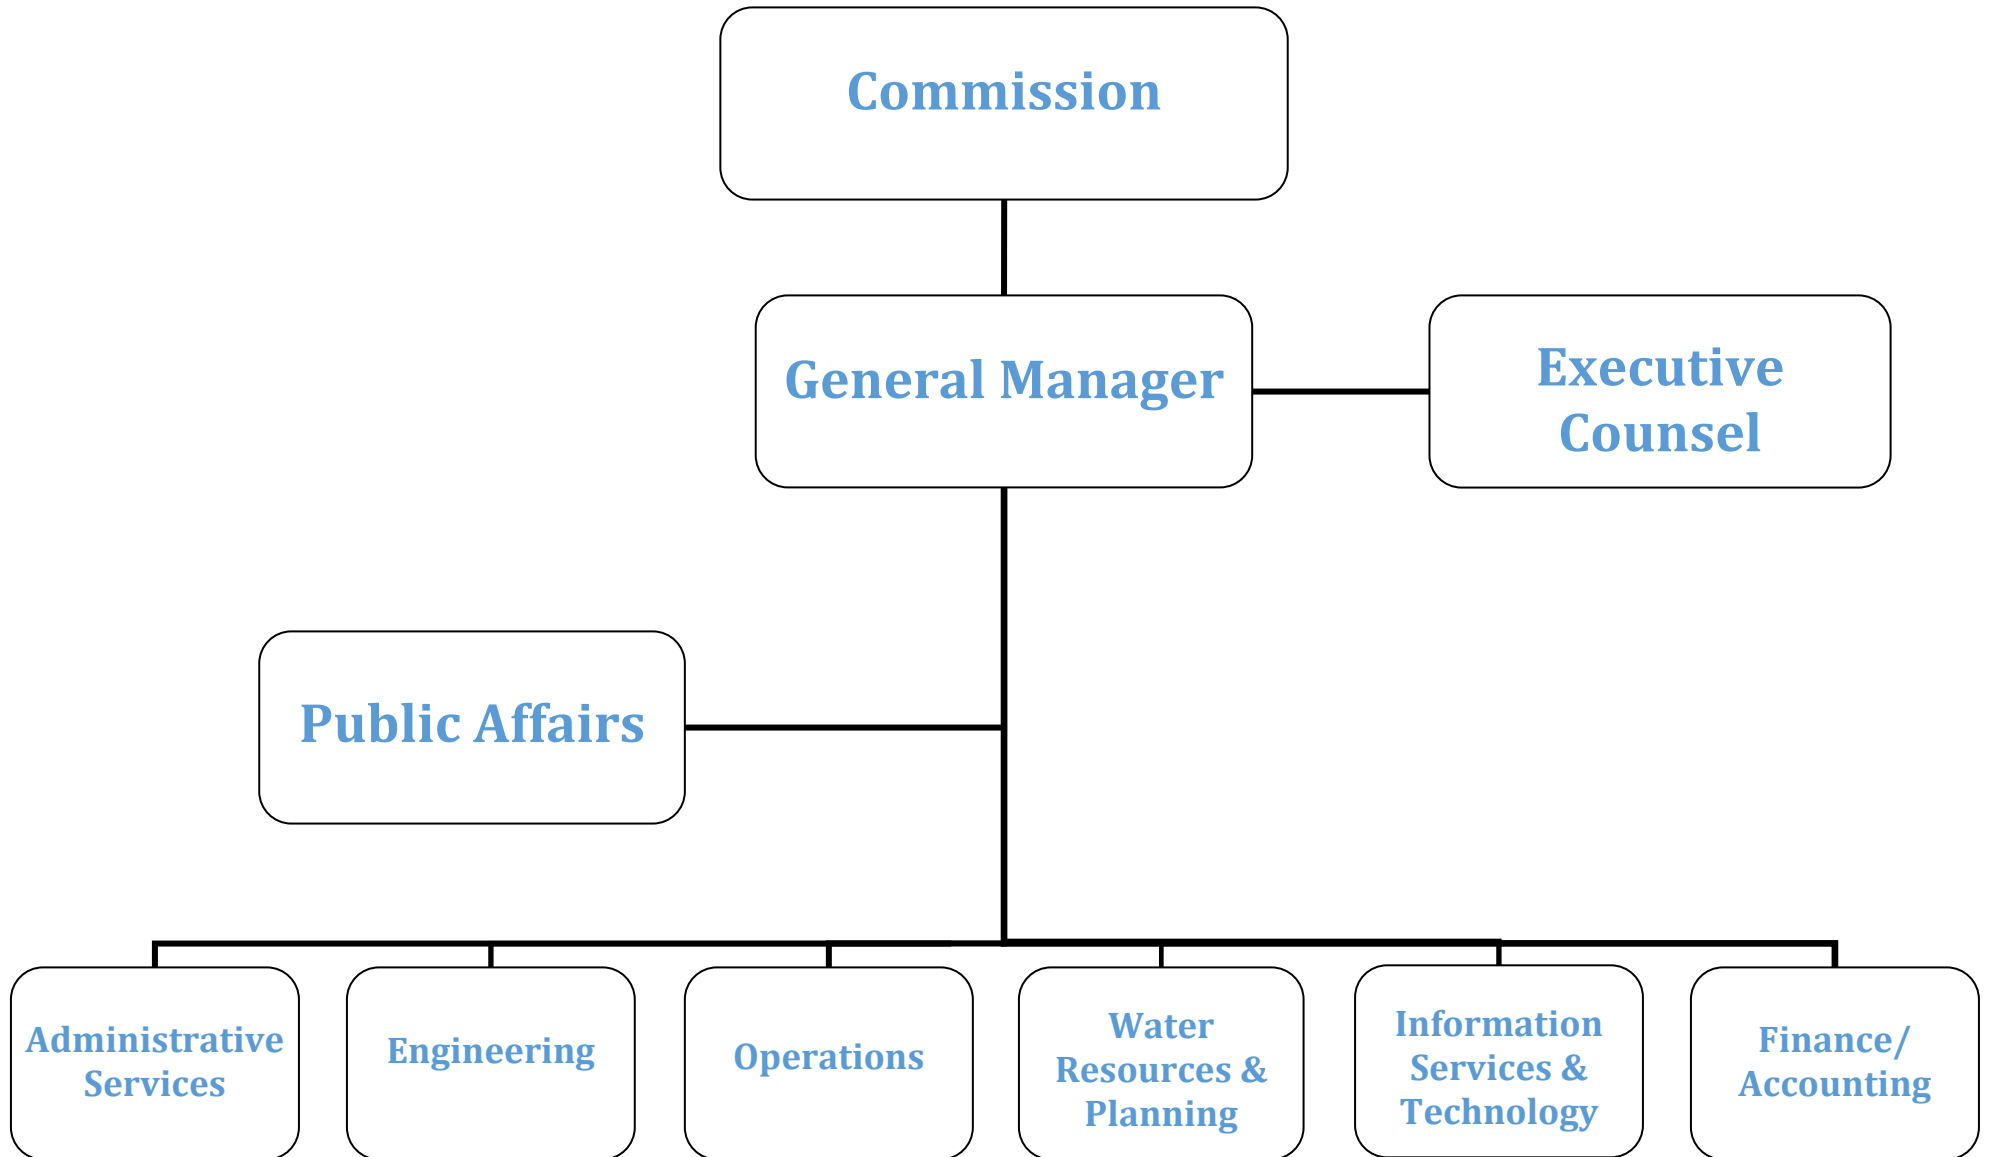 Commission
General Manager
Executive
Counsel
Public Affairs
Administrative
Services
Engineering
Operations
Water
Resources &
Planning
Information
Services &
Technology
Finance/
Accounting